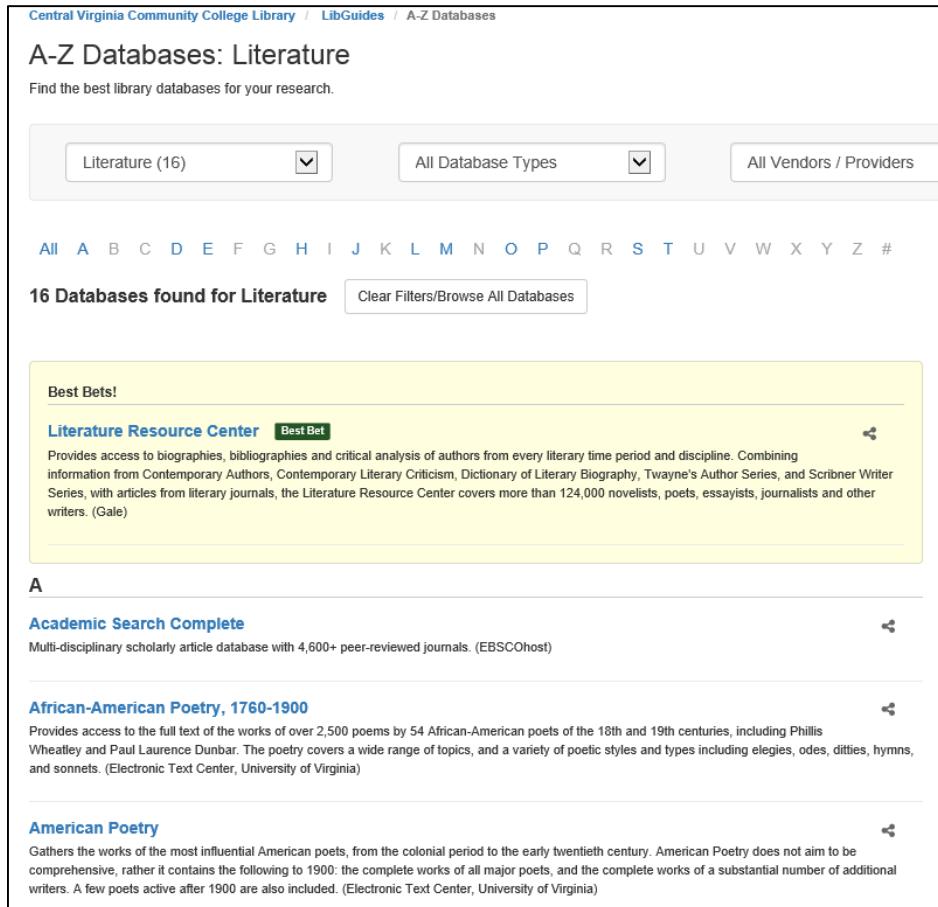 Central Virginia Community College Library / LibGuides / A-Z Databases
A-Z Databases: Literature
Find the best library databases for your research.
Literature (16) All Database Types All Vendors / Providers
All A B C D E F G H I J K L M N O P Q R S T U V W X Y Z #
16 Databases found for Literature Clear Filters/Browse All Databases
Best Bets!
Literature Resource Center Best Bet
Provides access to biographies, bibliographies and critical analysis of authors from every literary time period and discipline. Combining
information from Contemporary Authors, Contemporary Literary Criticism, Dictionary of Literary Biography, Twayne's Author Series, and Scribner Writer
Series, with articles from literary journals, the Literature Resource Center covers more than 124,000 novelists, poets, essayists, journalists and other
writers. (Gale)
A
Academic Search Complete
Multi-disciplinary scholarly article database with 4,600+ peer-reviewed journals. (EBSCOhost)
African-American Poetry, 1760-1900
Provides access to the full text of the works of over 2,500 poems by 54 African-American poets of the 18th and 19th centuries, including Phillis
Wheatley and Paul Laurence Dunbar. The poetry covers a wide range of topics, and a variety of poetic styles and types including elegies, odes, ditties, hymns,
and sonnets. (Electronic Text Center, University of Virginia)
American Poetry
Gathers the works of the most influential American poets, from the colonial period to the early twentieth century. American Poetry does not aim to be
comprehensive, rather it contains the following to 1900: the complete works of all major poets, and the complete works of a substantial number of additional
writers. A few poets active after 1900 are also included. (Electronic Text Center, University of Virginia)